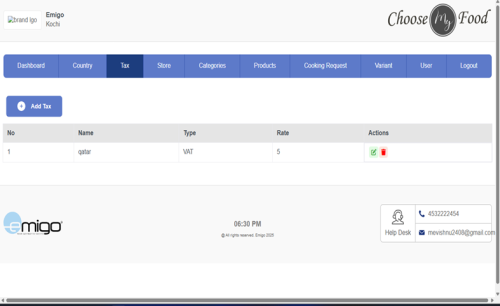 brand lgo
Emigo
Kochi
Choose My Food
Dashboard Country Tax Store Categories Products Cooking Request Variant User Logout
+ Add Tax
No Name Type Rate Actions
1 qatar VAT 5
emigo
06:30 PM
@ All rights reserved. Emigo 2025
Help Desk
4532222454
mevishnu2408@gmail.com